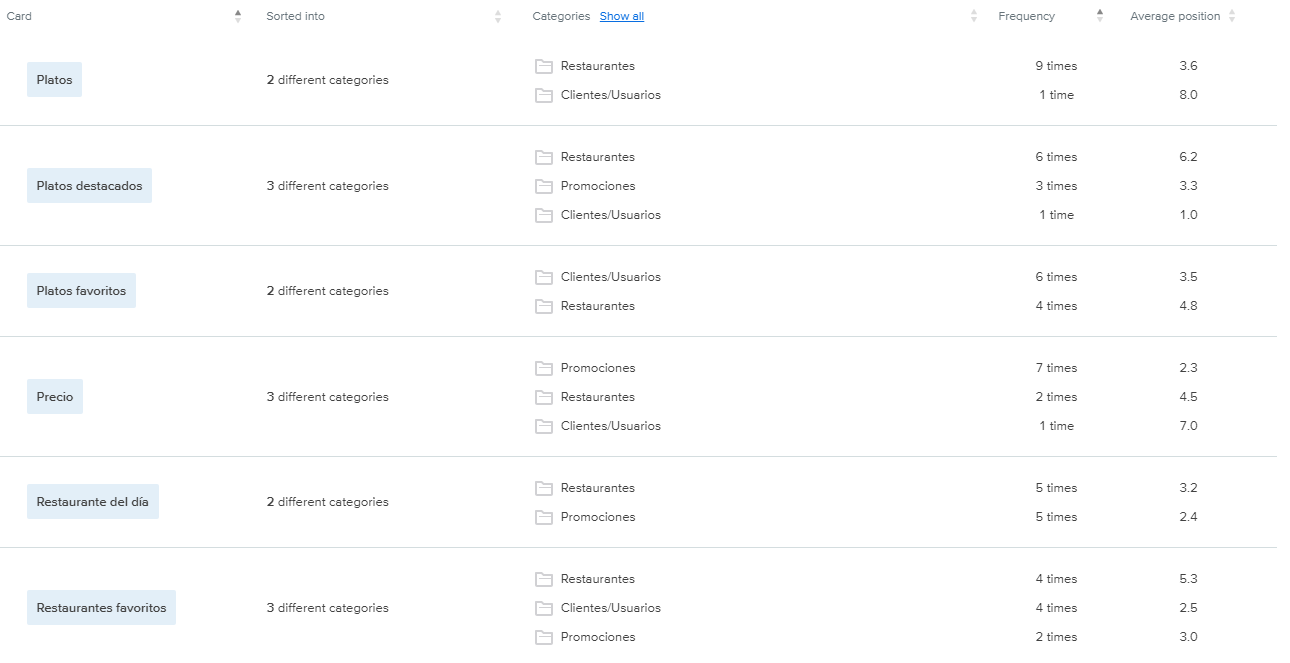 Card Sorted into Categories Show all Frequency Average position
Restaurantes 9 times 3.6
Platos 2 different categories
Clientes/Usuarios 1 time 8.0
Restaurantes 6 times 6.2
Platos destacados 3 different categories Promociones 3 times 3.3
Clientes/Usuarios 1 time 1.0
Clientes/Usuarios 6 times 3.5
Platos favoritos 2 different categories
Restaurantes 4 times 4.8
Promociones 7 times 2.3
Precio 3 different categories Restaurantes 2 times 4.5
Clientes/Usuarios 1 time 7.0
Restaurantes 5 times 3.2
Restaurante del día 2 different categories
Promociones 5 times 2.4
Restaurantes 4 times 5.3
Restaurantes favoritos 3 different categories Clientes/Usuarios 4 times 2.5
Promociones 2 times 3.0